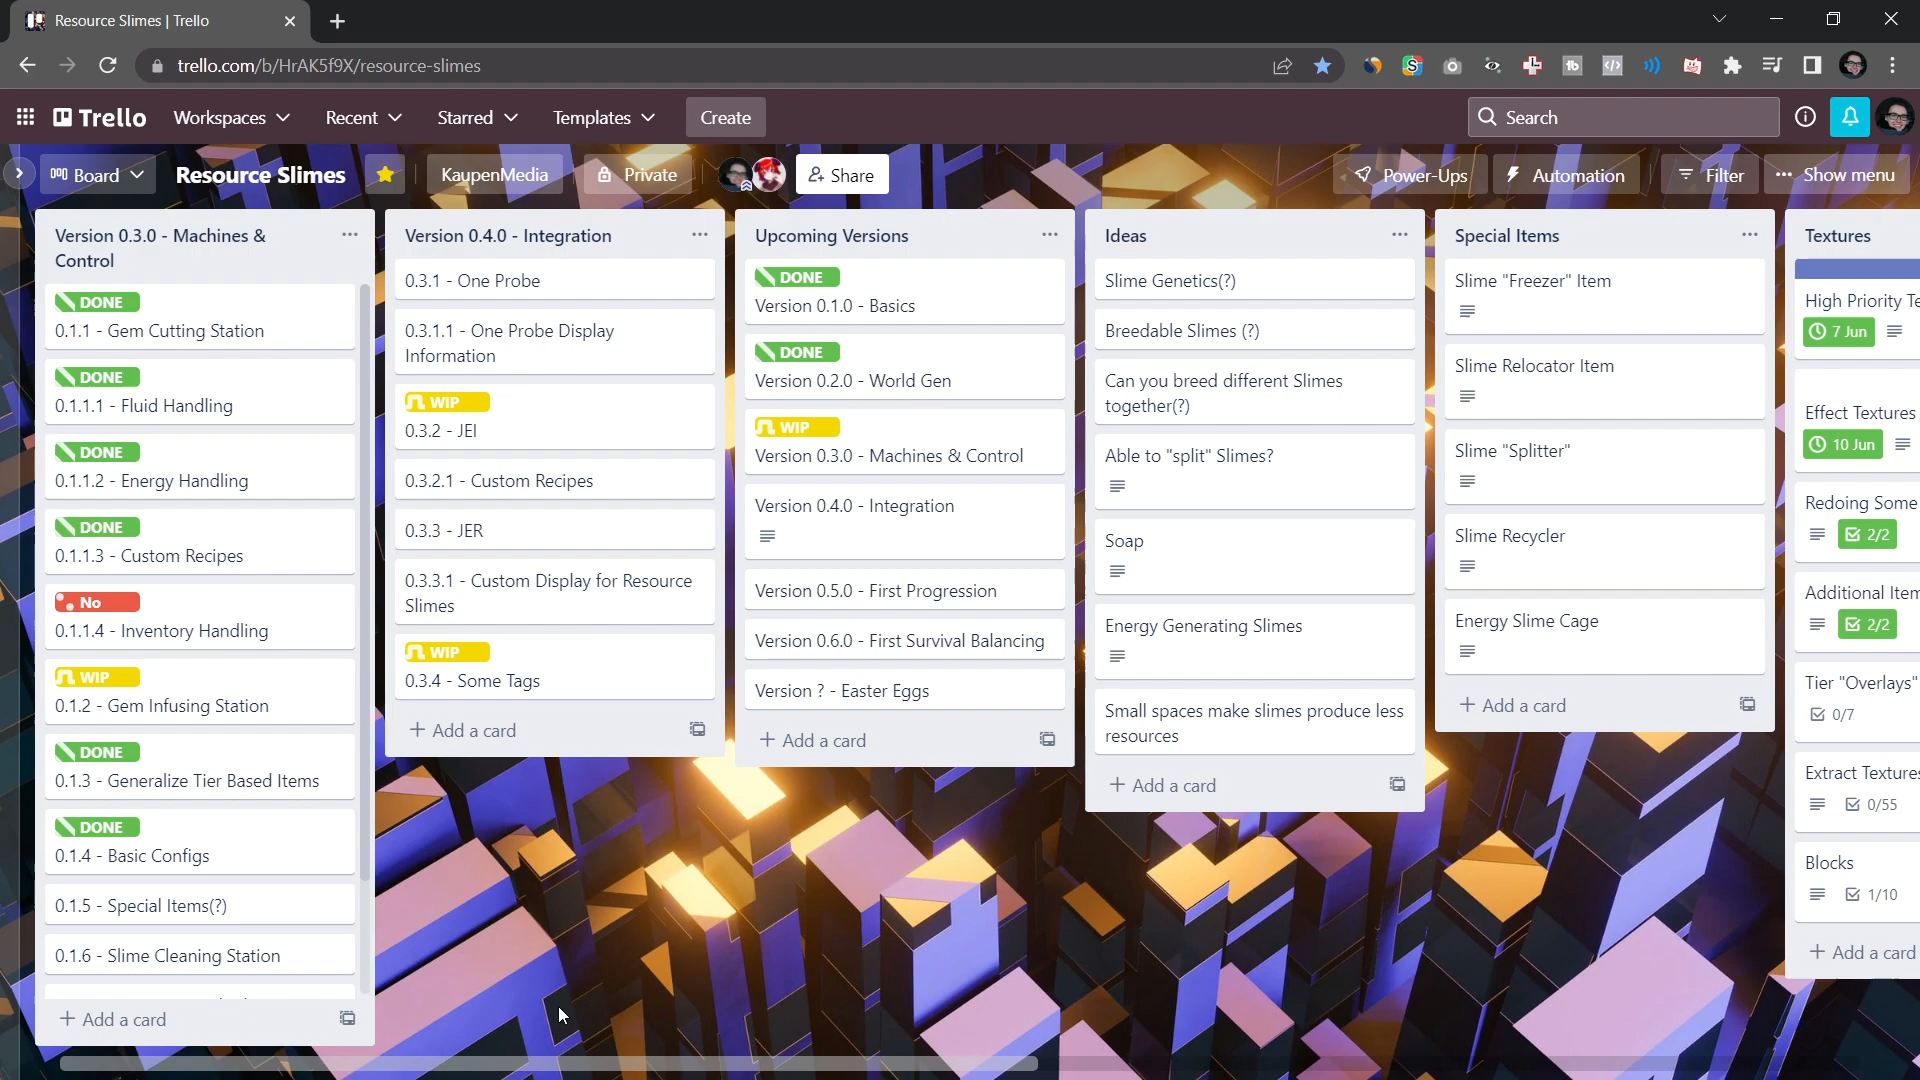 Resource Slimes | Trello
trello.com/b/HrAK5f9X/resource-slimes
Trello
Workspaces
Recent
Starred
Templates
Create
Search
Board
Resource Slimes
KaupenMedia
Private
Share
Power-Ups
Automation
Filter
Show menu
Version 0.3.0 - Machines &
Control
DONE
0.1.1 - Gem Cutting Station
DONE
0.1.1.1 - Fluid Handling
DONE
0.1.1.2 - Energy Handling
DONE
0.1.1.3 - Custom Recipes
No
0.1.1.4 - Inventory Handling
WIP
0.1.2 - Gem Infusing Station
DONE
0.1.3 - Generalize Tier Based Items
DONE
0.1.4 - Basic Configs
0.1.5 - Special Items(?)
0.1.6 - Slime Cleaning Station
Add a card
Version 0.4.0 - Integration
0.3.1 - One Probe
0.3.1.1 - One Probe Display
Information
WIP
0.3.2 - JEI
0.3.2.1 - Custom Recipes
0.3.3 - JER
0.3.3.1 - Custom Display for Resource
Slimes
WIP
0.3.4 - Some Tags
Add a card
Upcoming Versions
DONE
Version 0.1.0 - Basics
DONE
Version 0.2.0 - World Gen
WIP
Version 0.3.0 - Machines & Control
Version 0.4.0 - Integration
Version 0.5.0 - First Progression
Version 0.6.0 - First Survival Balancing
Version ? - Easter Eggs
Add a card
Ideas
Slime Genetics(?)
Breedable Slimes (?)
Can you breed different Slimes
together(?)
Able to "split" Slimes?
Soap
Energy Generating Slimes
Small spaces make slimes produce less
resources
Add a card
Special Items
Slime "Freezer" Item
Slime Relocator Item
Slime "Splitter"
Slime Recycler
Energy Slime Cage
Add a card
Textures
High Priority Te
7 Jun
Effect Textures
10 Jun
Redoing Some
2/2
Additional Item
2/2
Tier "Overlays"
0/7
Extract Textures
0/55
Blocks
1/10
Add a card